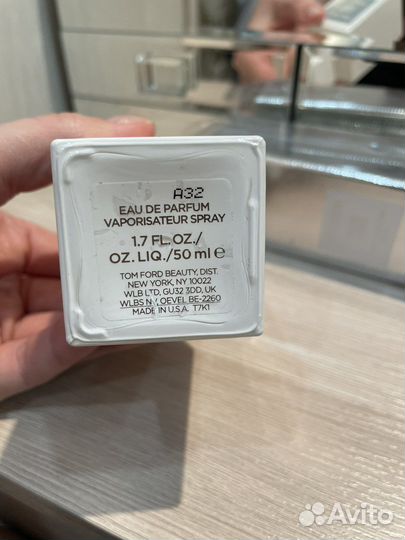 A32
EAU DE PARFUM
VAPORISATEUR SPRAY
1.7 FL.OZ./
OZ. LIQ./50 ml ℮
TOM FORD BEAUTY, DIST.
NEW YORK, NY 10022
WLB LTD, GU32 3DD, UK
WLBS NV, OEVEL BE-2260
MADE IN U.S.A. T7K1
Avito